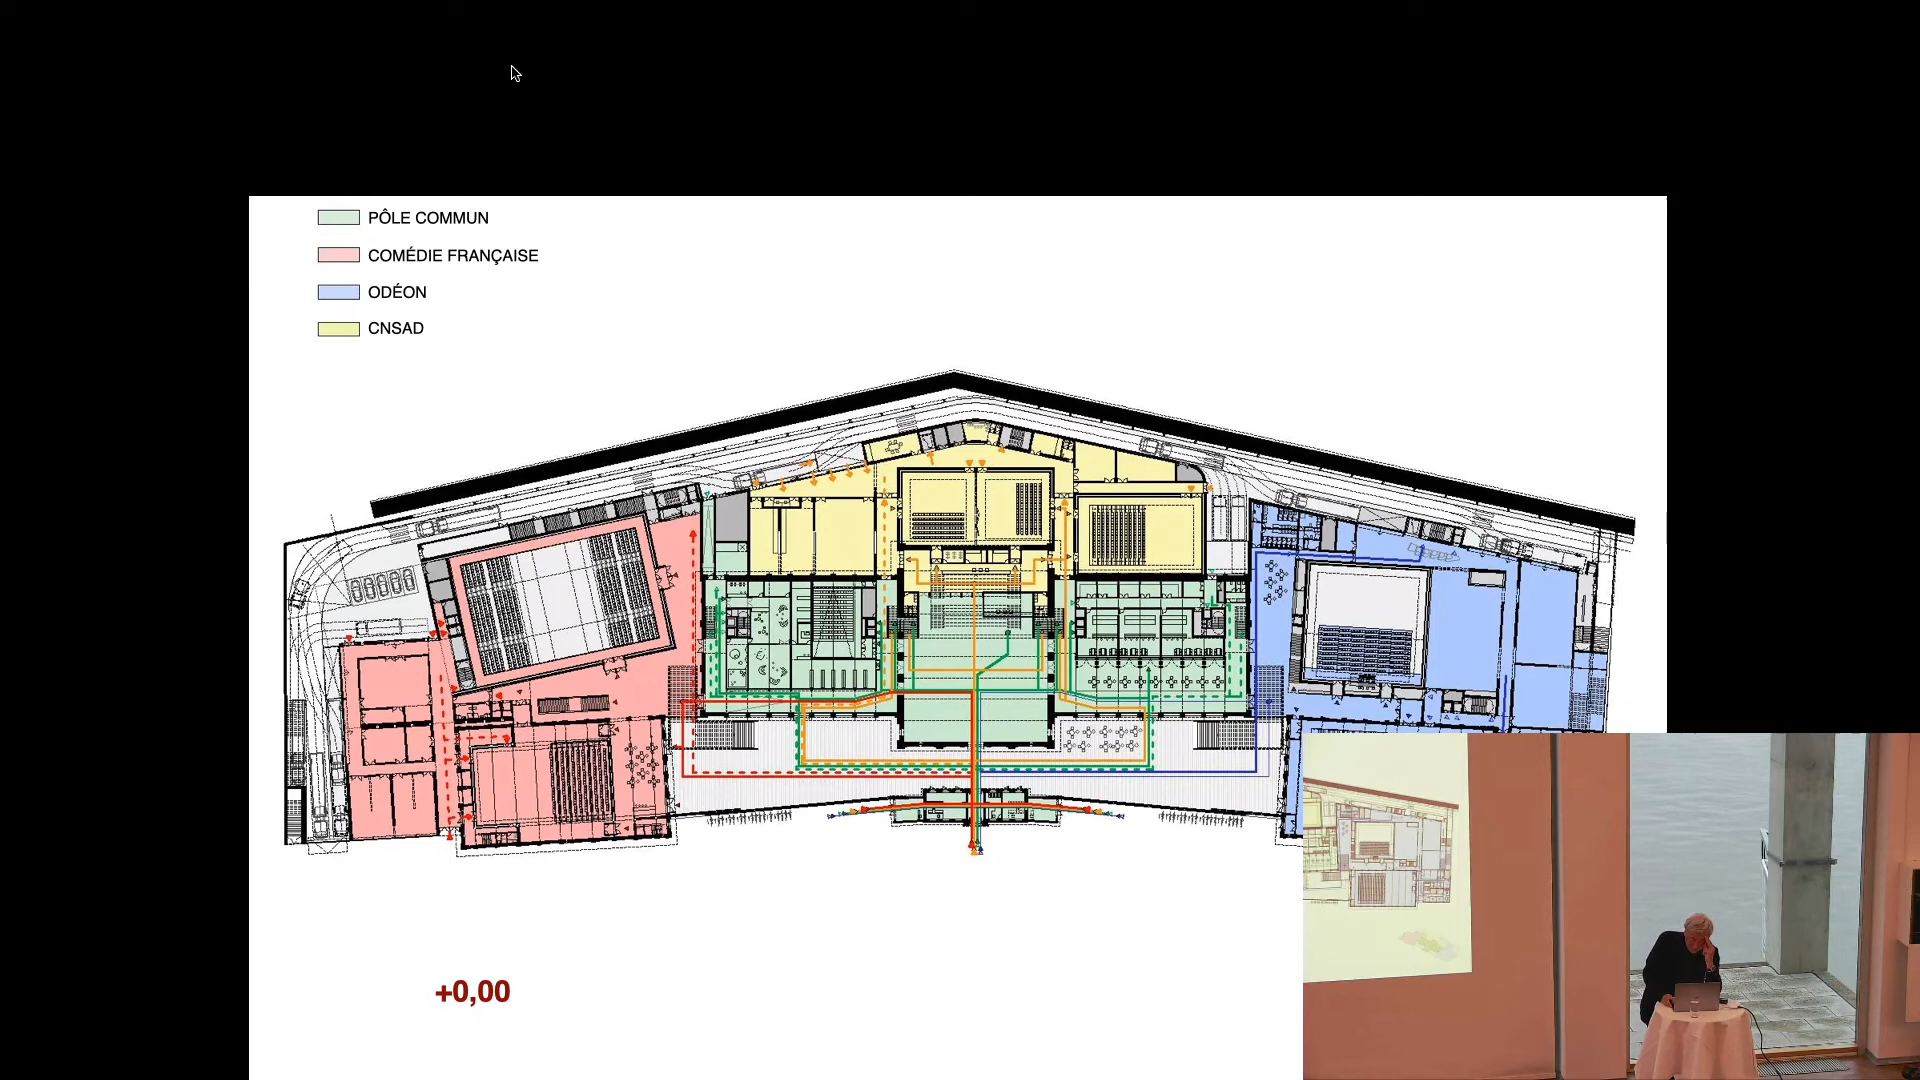 PÔLE COMMUN
COMÉDIE FRANÇAISE
ODÉON
CNSAD
+0,00